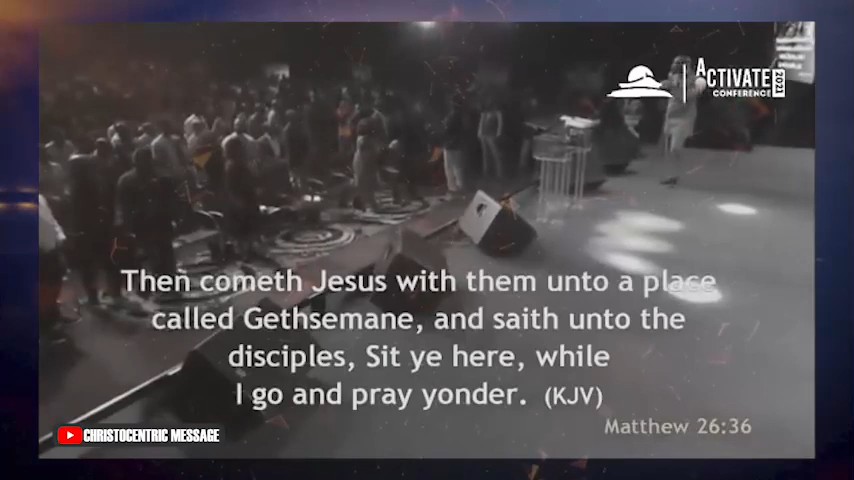 ACTIVATE
CONFERENCE 2021
Then cometh Jesus with them unto a place
called Gethsemane, and saith unto the
disciples, Sit ye here, while
I go and pray yonder. (KJV)
Matthew 26:36
CHRISTOCENTRIC MESSAGE